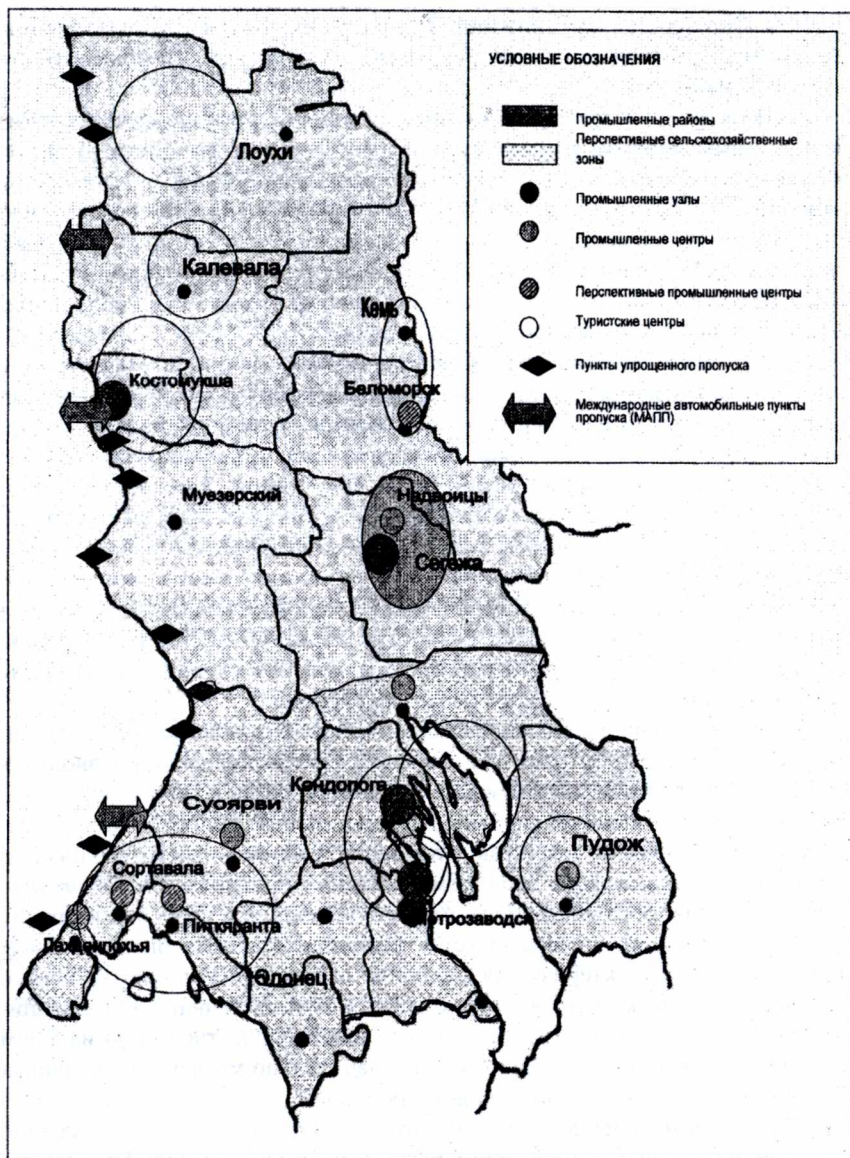 УСЛОВНЫЕ ОБОЗНАЧЕНИЯ
Промышленные районы
Перспективные сельскохозяйственные
зоны
Промышленные узлы
Промышленные центры
Перспективные промышленные центры
Туристские центры
Пункты упрощенного пропуска
Международные автомобильные пункты
пропуска (МАПП)
Лоухи
Калевала
Кемь
Костомукша
Беломорск
Муезерский
Надвоицы
Сегежа
Кондопога
Суоярви
Пудож
Сортавала
Питкяранта
Петрозаводск
Лахденпохья
Олонец